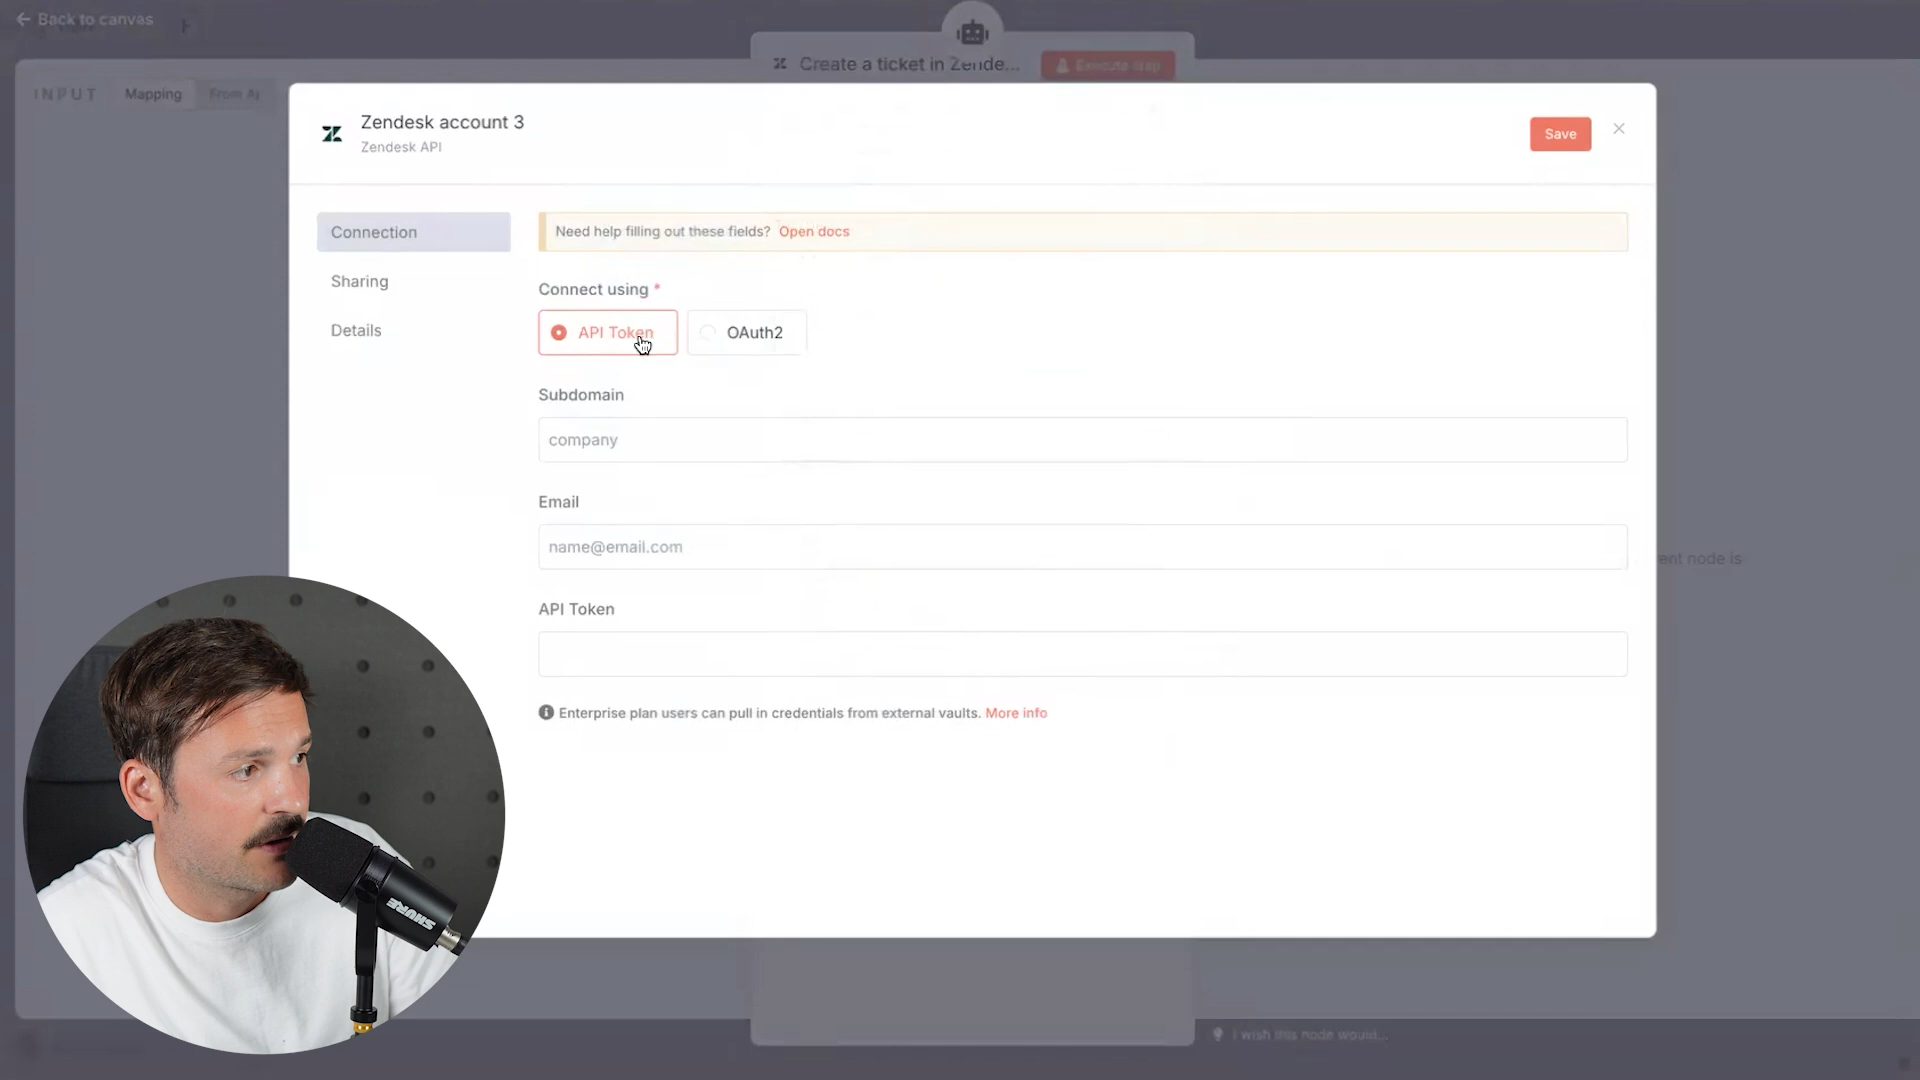 Back to canvas
Create a ticket in Zende...
Execute step
INPUT
Mapping
From AI
Zendesk account 3
Zendesk API
Save
Connection
Sharing
Details
Need help filling out these fields? Open docs
Connect using *
API Token
OAuth2
Subdomain
company
Email
name@email.com
ent node is
API Token
Enterprise plan users can pull in credentials from external vaults. More info
SHURE
I wish this node would...